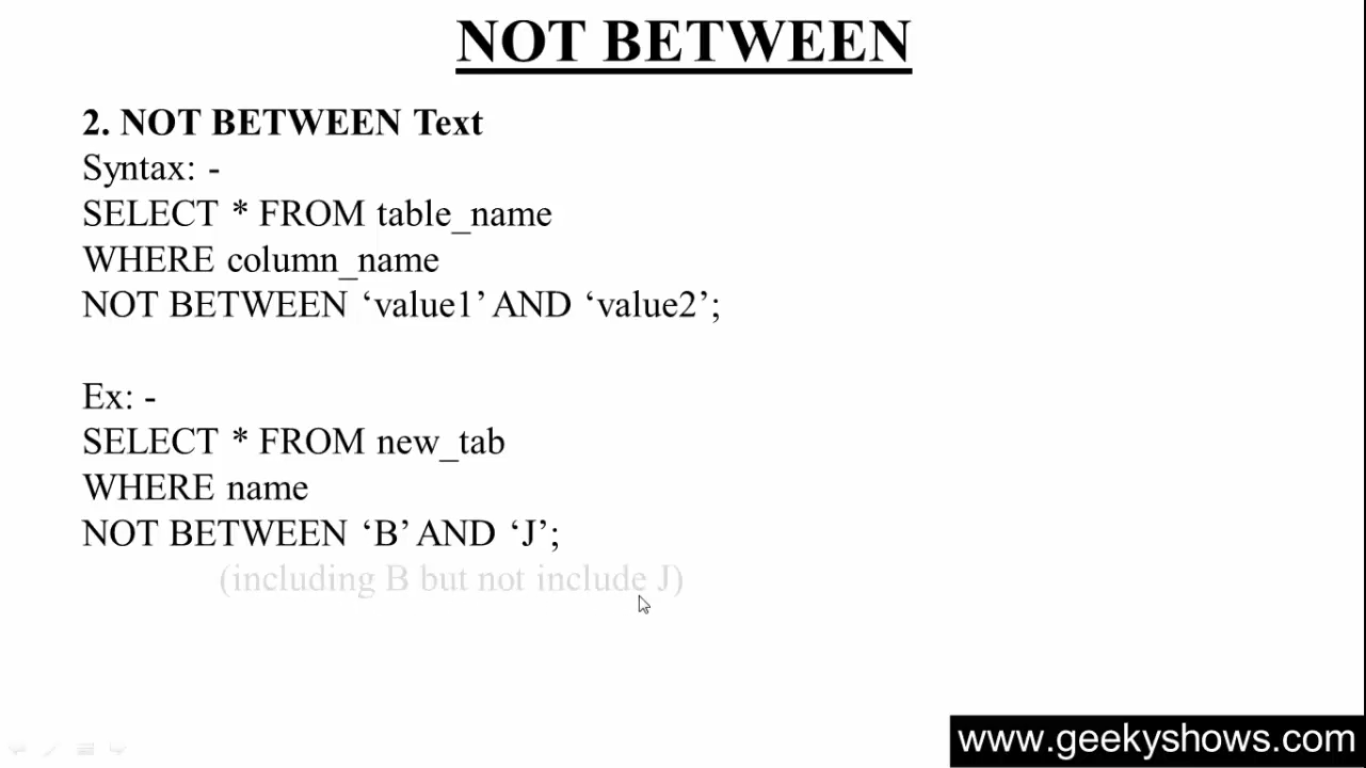 NOT BETWEEN
2. NOT BETWEEN Text
Syntax: -
SELECT * FROM table_name
WHERE column_name
NOT BETWEEN ‘value1’ AND ‘value2’;
Ex: -
SELECT * FROM new_tab
WHERE name
NOT BETWEEN ‘B’ AND ‘J’;
(including B but not include J)
www.geekyshows.com